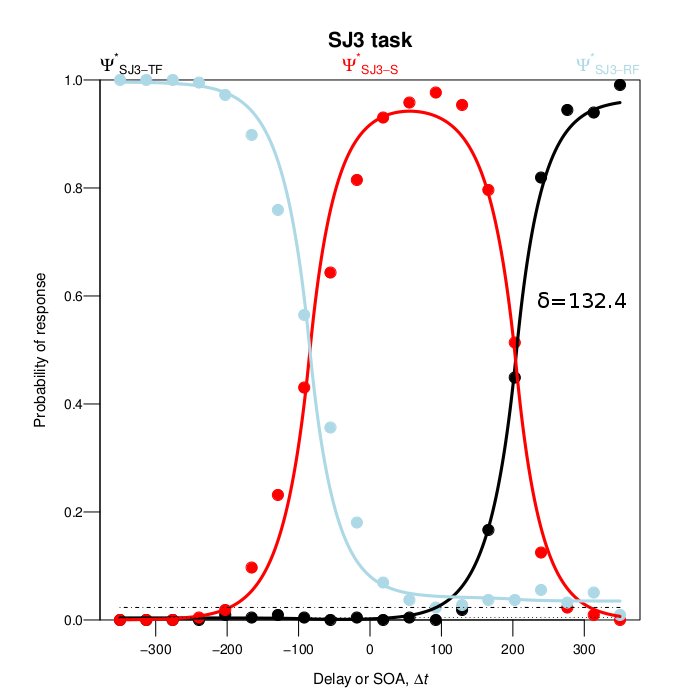 SJ3 task
Ψ*SJ3−TF Ψ*SJ3−S Ψ*SJ3−RF
1.0
0.8
0.6
δ=132.4
0.4
0.2
0.0
−300 −200 −100 0 100 200 300
Delay or SOA, Δt
Probability of response